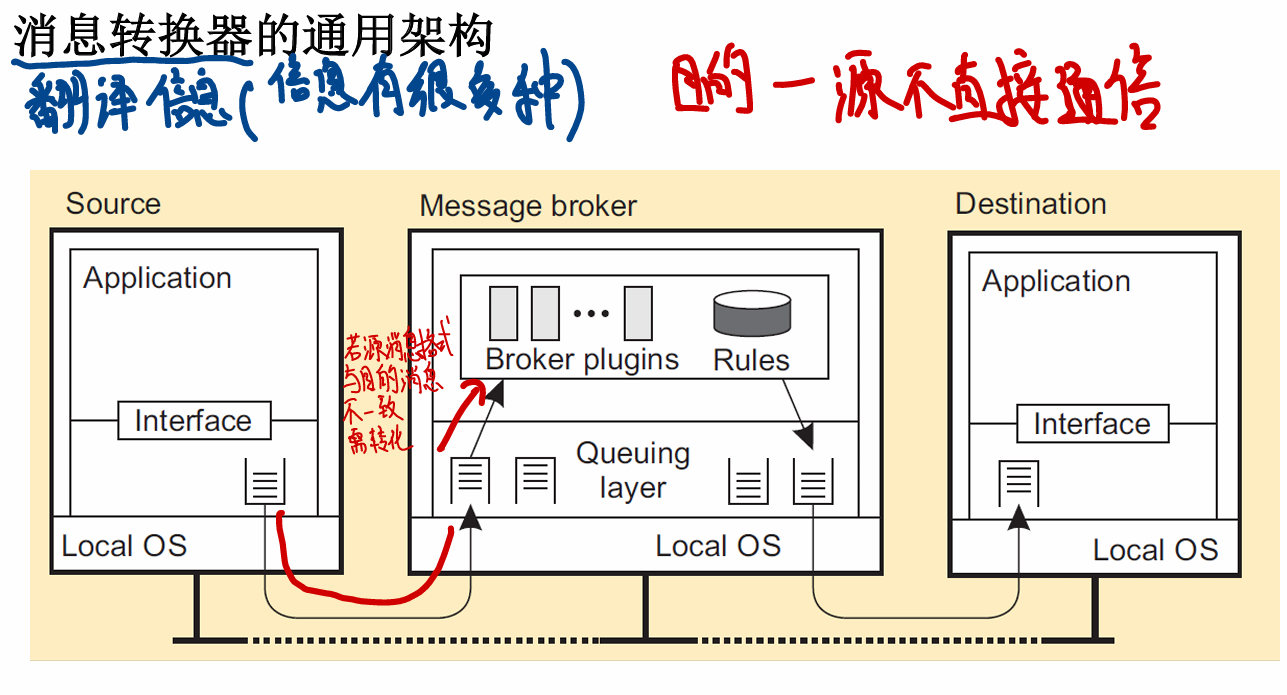 消息转换器的通用架构
翻译信息(信息有很多种)
目的一源不直接通信
Source
Message broker
Destination
Application
Application
Broker plugins
Rules
若源消息格式
与目的消息
不一致
需转化
Interface
Interface
Queuing
layer
Local OS
Local OS
Local OS